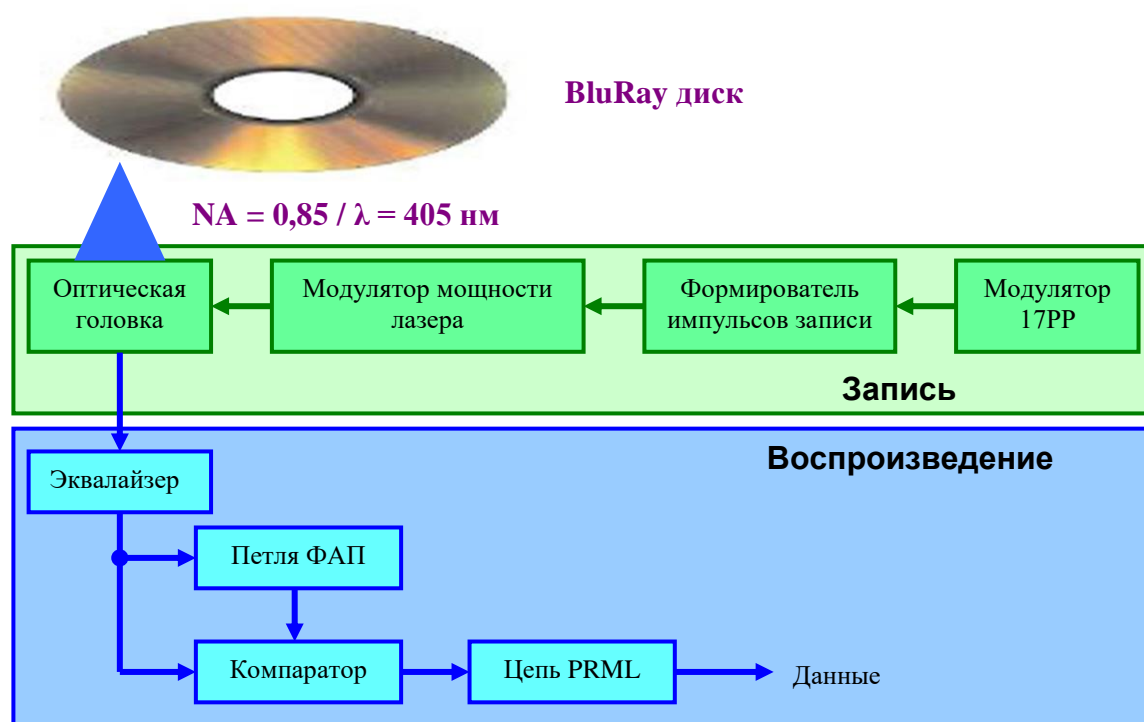 BluRay диск
NA = 0,85 / λ = 405 нм
Оптическая
головка
Модулятор мощности
лазера
Формирователь
импульсов записи
Модулятор
17PP
Запись
Воспроизведение
Эквалайзер
Петля ФАП
Компаратор
Цепь PRML
Данные